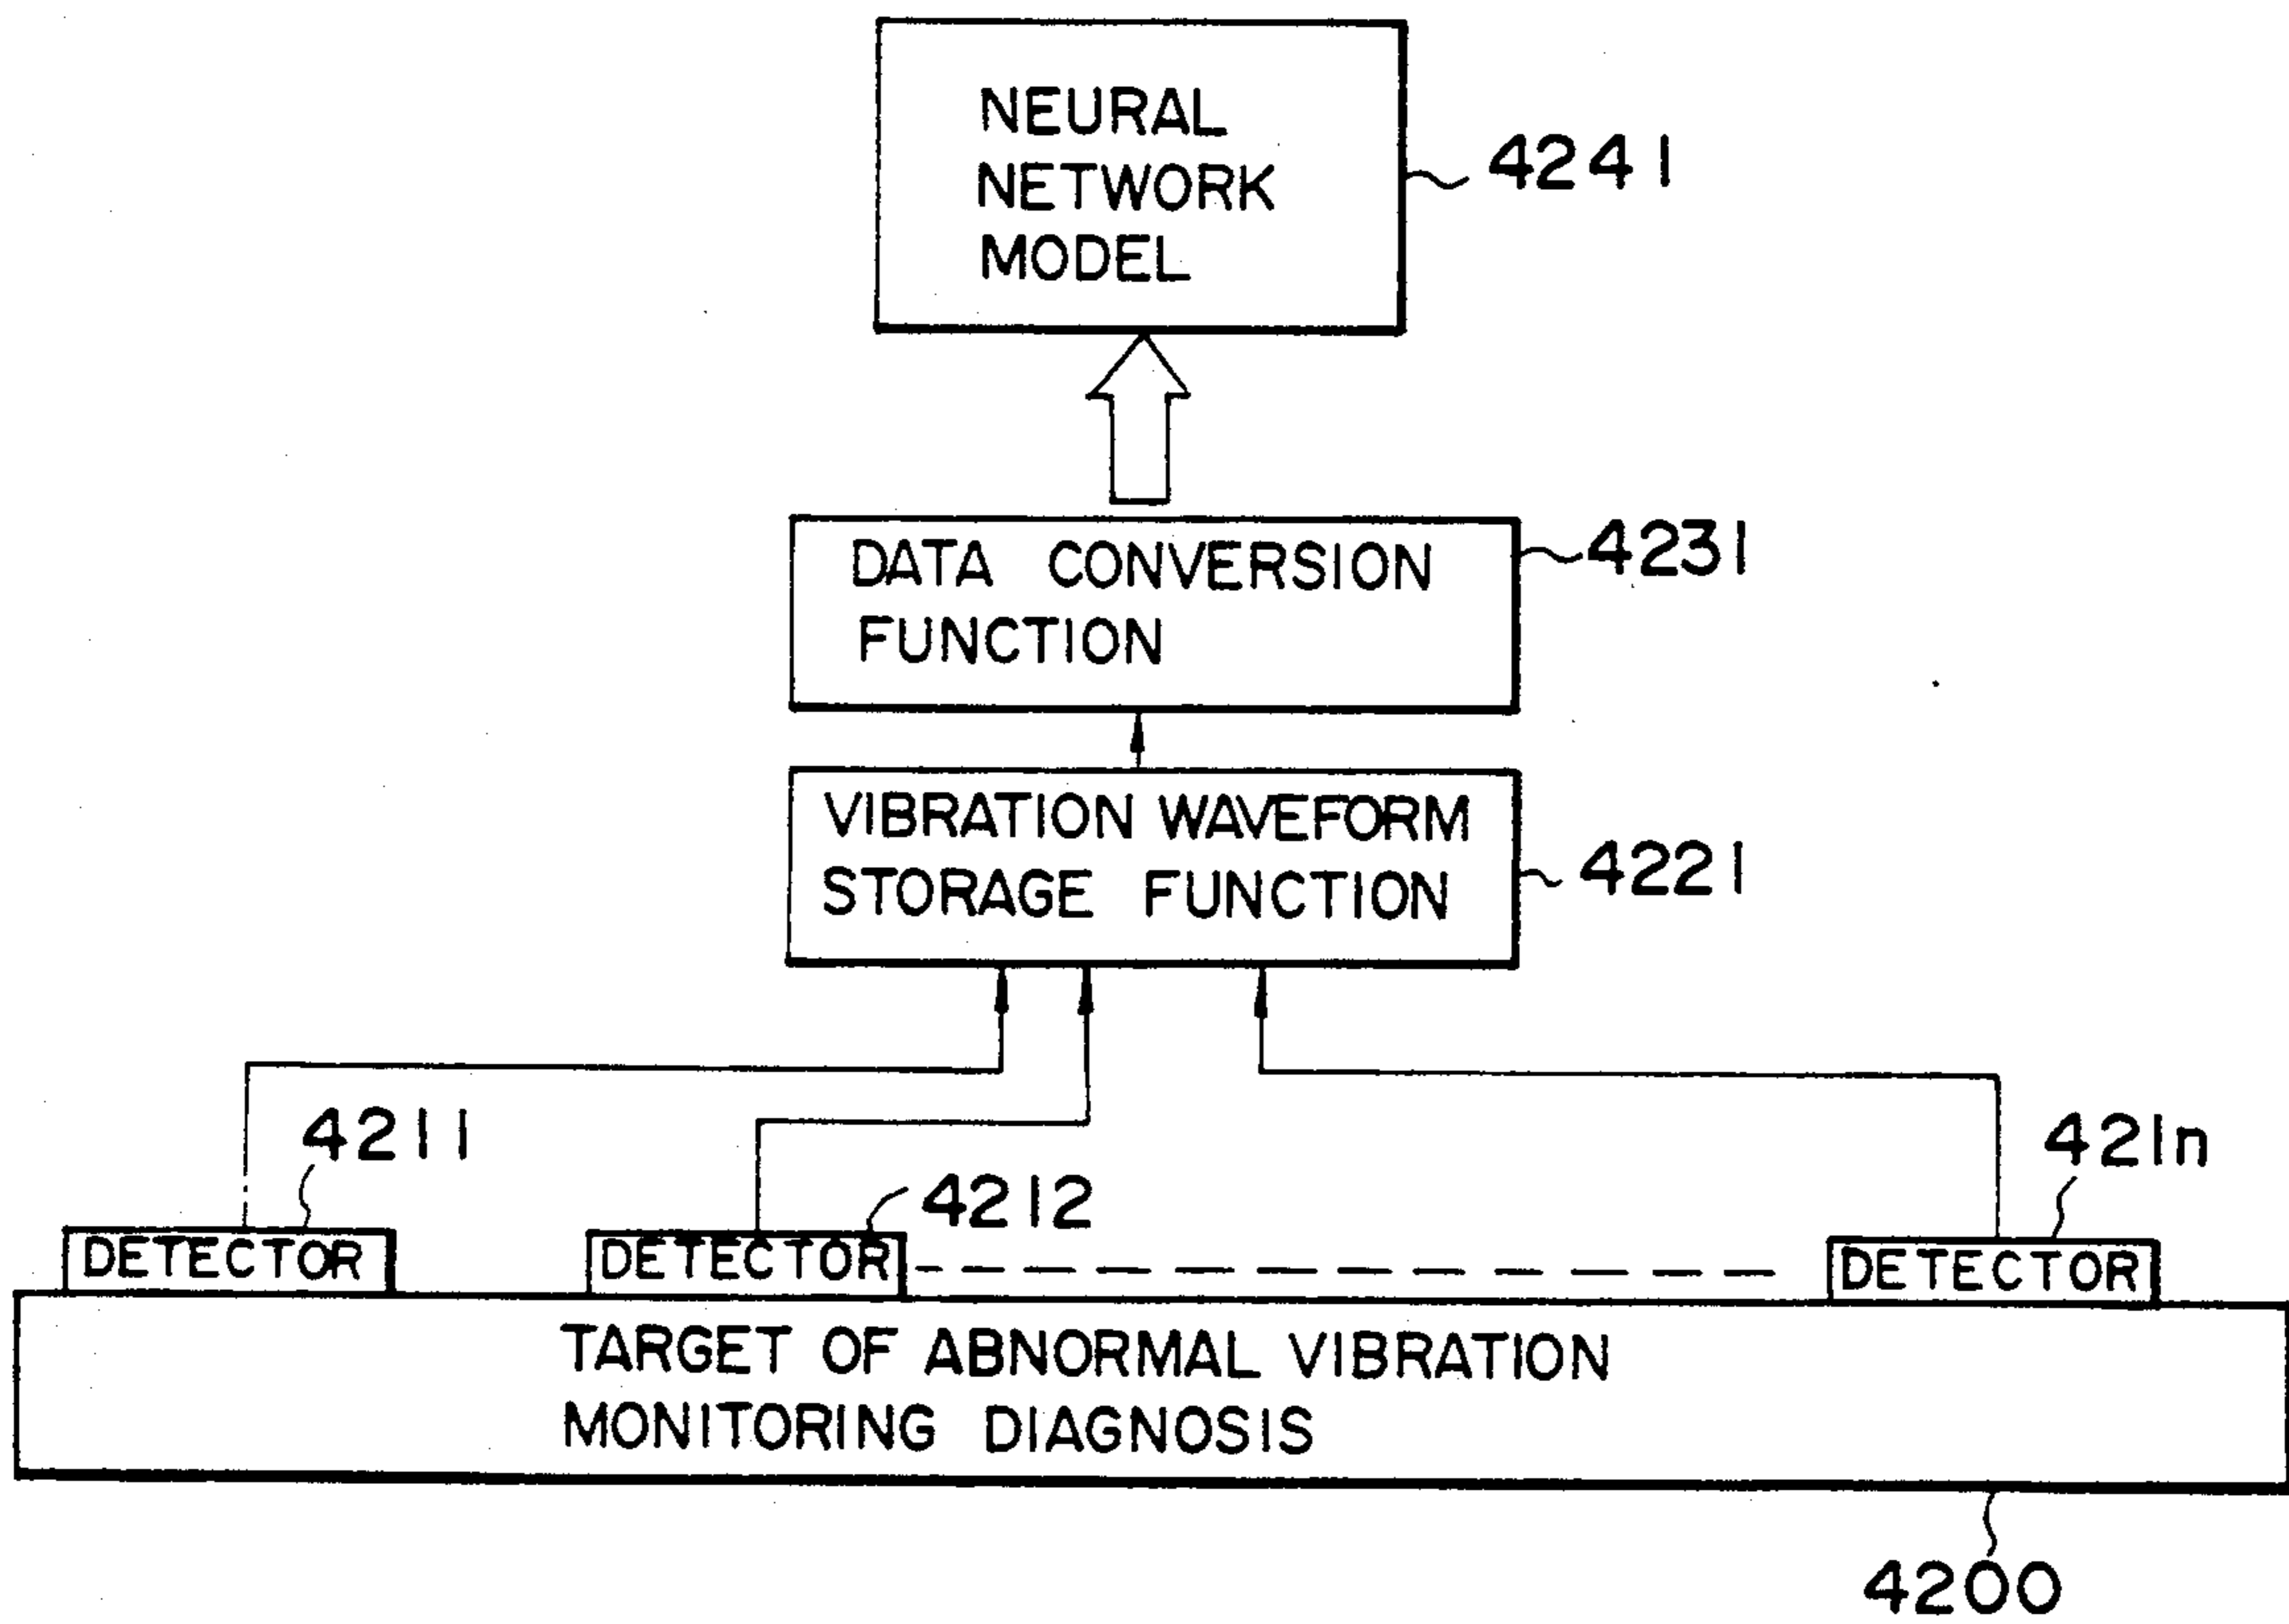 NEURAL
NETWORK
MODEL
4241
DATA CONVERSION
FUNCTION
4231
VIBRATION WAVEFORM
STORAGE FUNCTION
4221
4211
4212
421n
DETECTOR
DETECTOR
DETECTOR
TARGET OF ABNORMAL VIBRATION
MONITORING DIAGNOSIS
4200